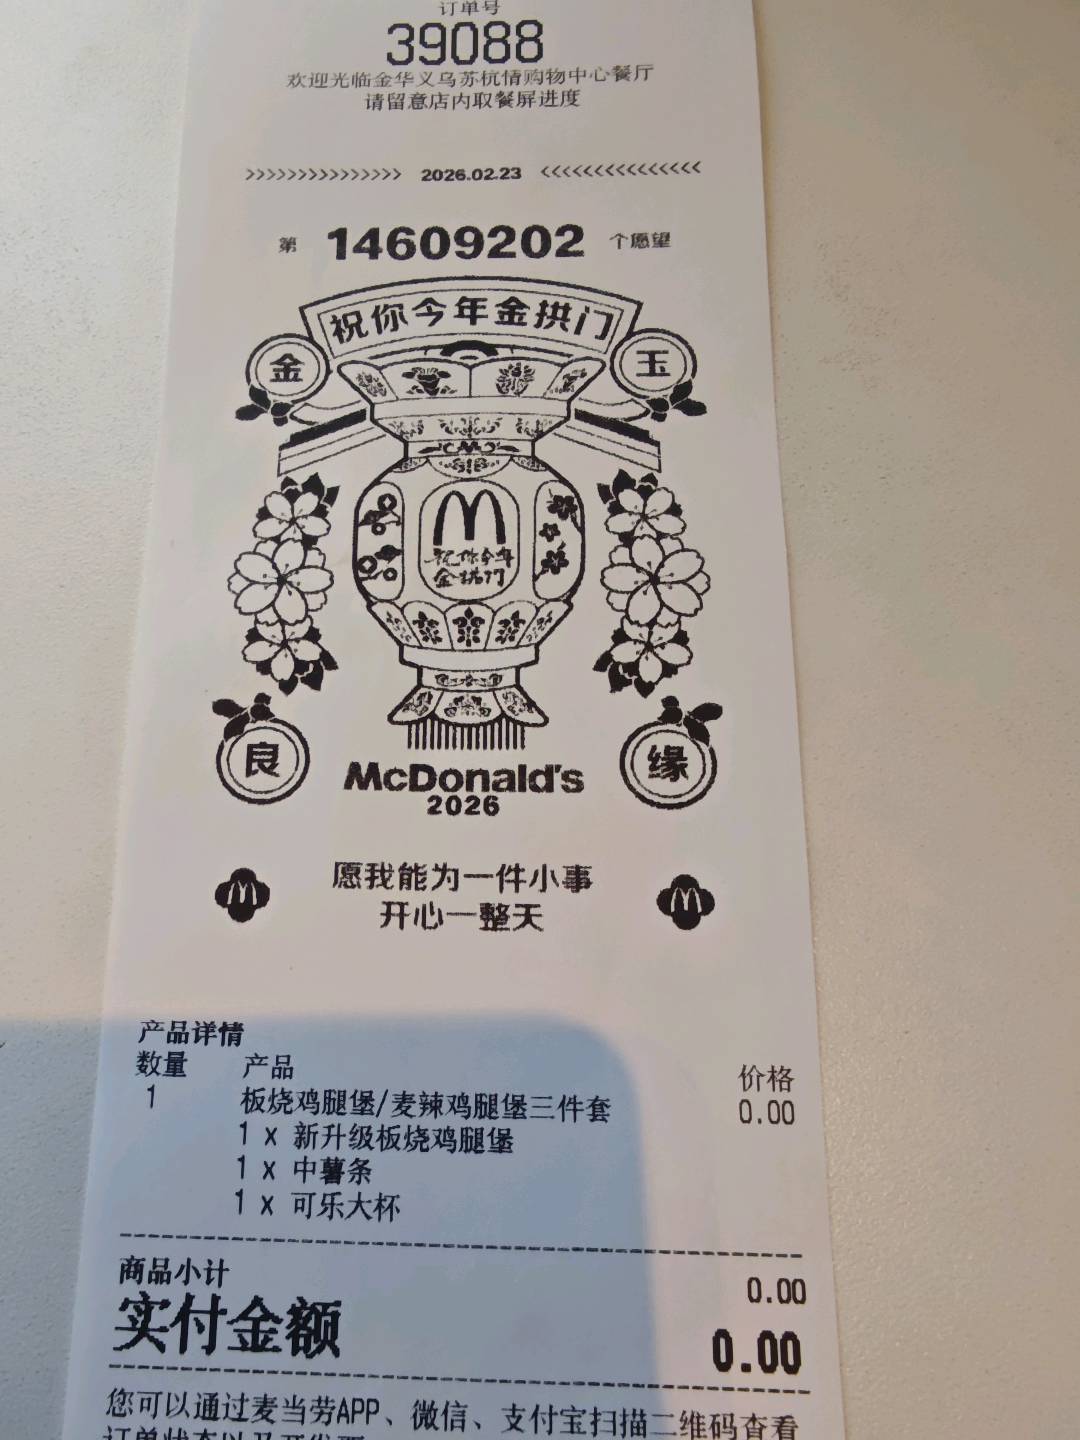 订单号
39088
欢迎光临金华义乌苏杭情购物中心餐厅
请留意店内取餐屏进度
>>>>>>>>>>>>>>> 2026.02.23 <<<<<<<<<<<<<<<
第 14609202 个愿望
祝你今年金拱门
金 玉
祝你今年
金拱门
良 缘
McDonald's
2026
愿我能为一件小事
开心一整天
产品详情
数量 产品 价格
1 板烧鸡腿堡/麦辣鸡腿堡三件套 0.00
1 x 新升级板烧鸡腿堡
1 x 中薯条
1 x 可乐大杯
商品小计 0.00
实付金额 0.00
您可以通过麦当劳APP、微信、支付宝扫描二维码查看